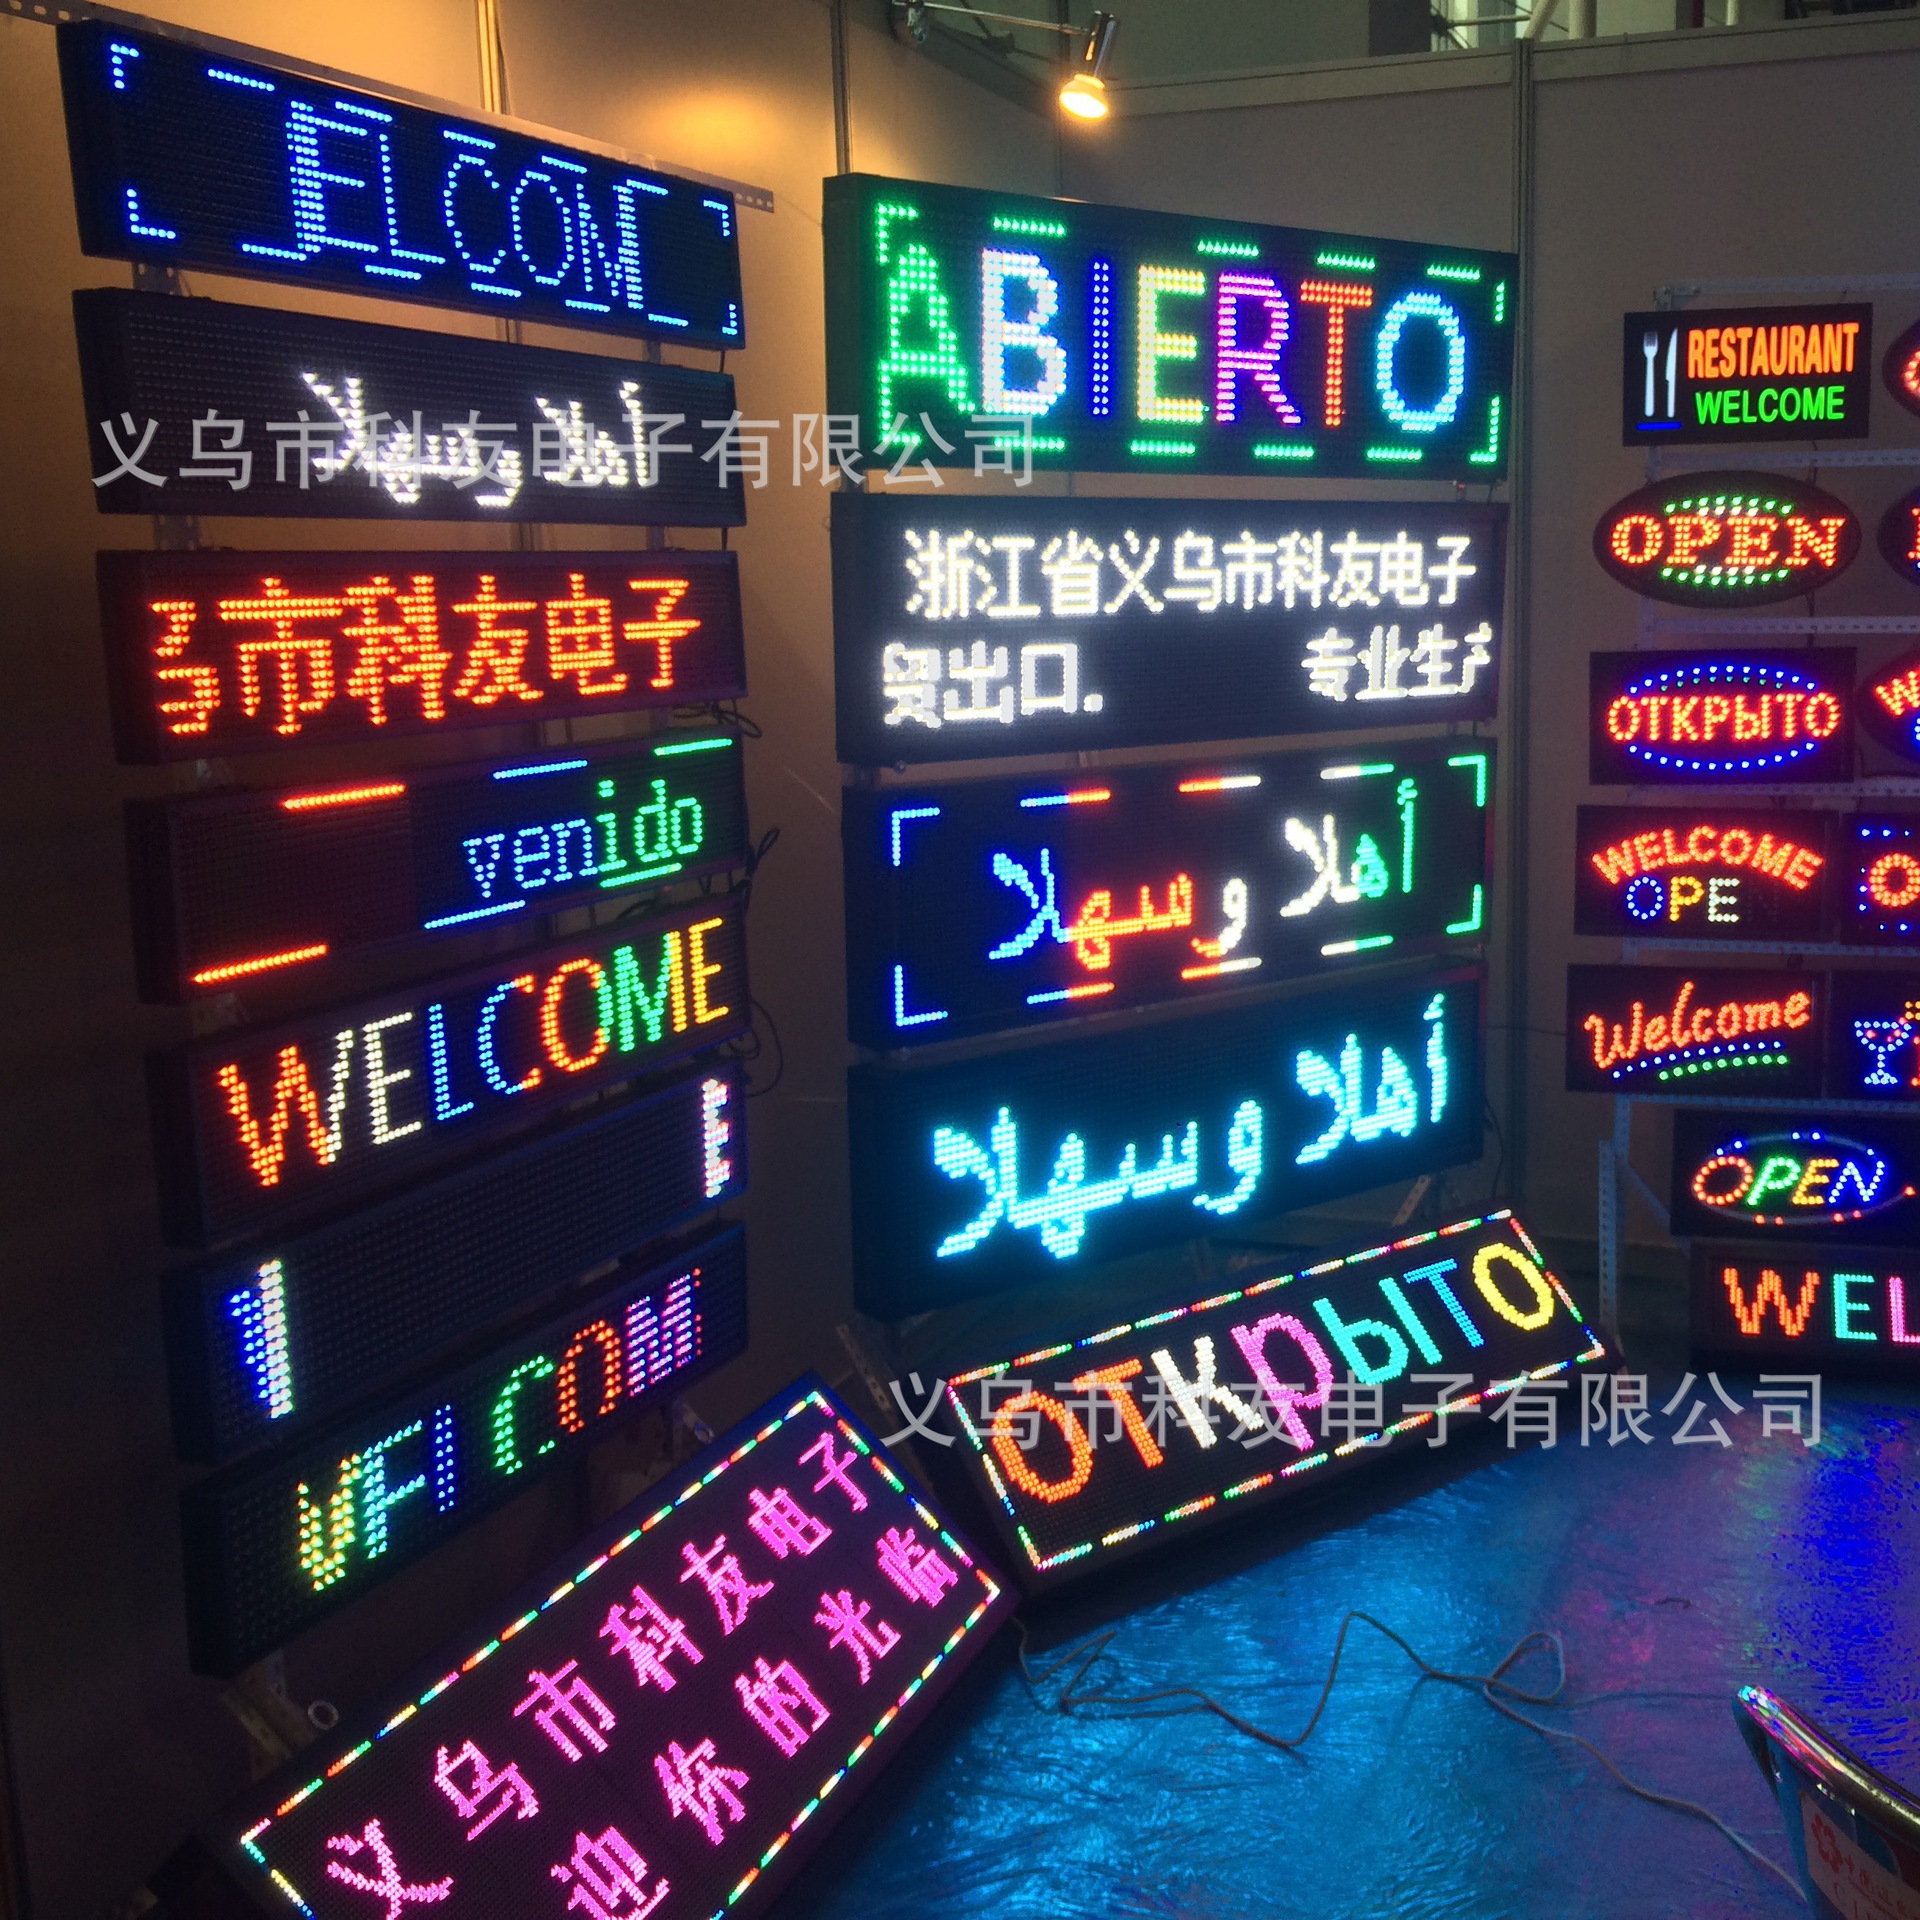 ELCOM
أهلا وسهلا
市科友电子
venido
WELCOME
ABIERTO
浙江省义乌市科友电子
贸出口.
专业生产
أهلا وسهلا
أهلا وسهلا
ОТКРЫТО
义乌市科友电子
迎你的光临
RESTAURANT
WELCOME
OPEN
ОТКРЫТО
WELCOME
OPE
Welcome
OPEN
WEL
义乌市科友电子有限公司
义乌市科友电子有限公司